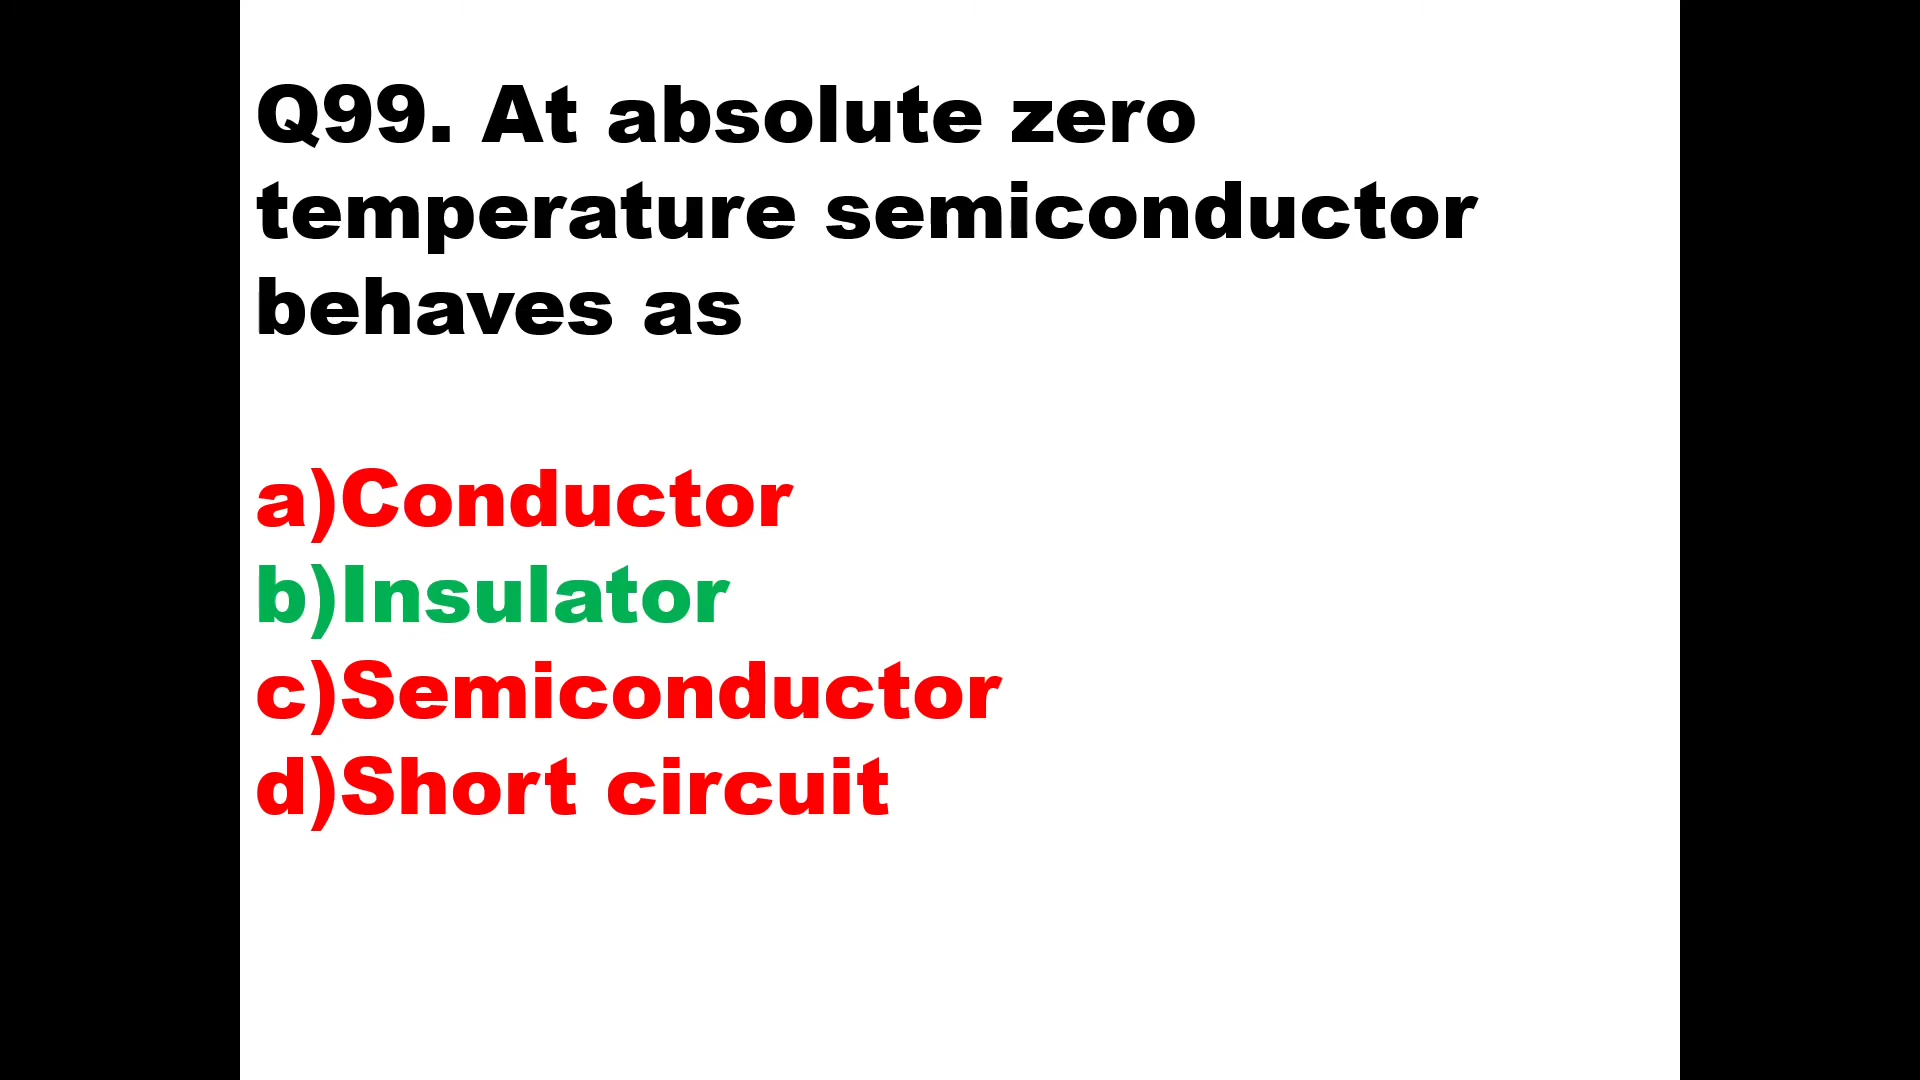 Q99. At absolute zero
temperature semiconductor
behaves as
a)Conductor
b)Insulator
c)Semiconductor
d)Short circuit